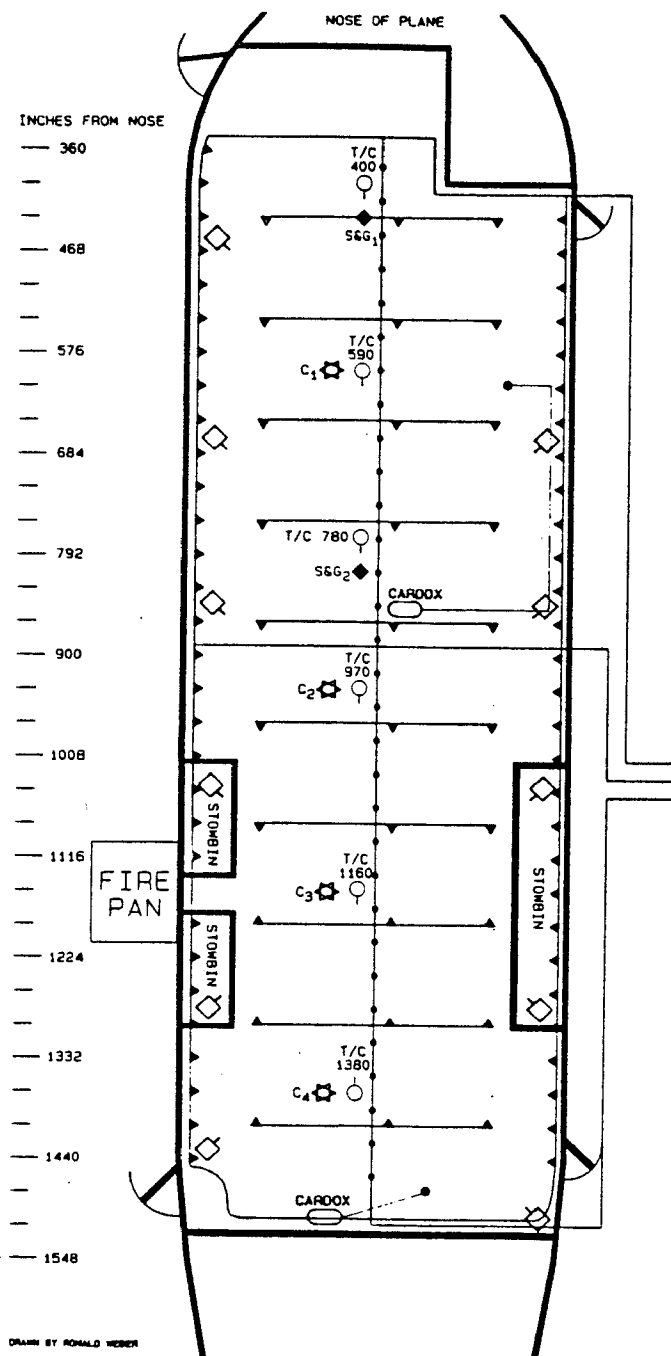 NOSE OF PLANE
INCHES FROM NOSE
360
T/C
400
S&G1
468
576
T/C
590
C1
684
792
T/C 780
S&G2
CARDOX
900
T/C
970
C2
1008
STOWBIN
1116
FIRE
PAN
T/C
1160
C3
STOWBIN
1224
STOWBIN
1332
T/C
1380
C4
1440
CARDOX
1548
DRAWN BY RONALD WEBER